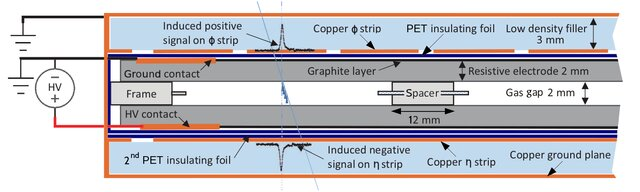 Induced positive
signal on ϕ strip
Copper ϕ strip
PET insulating foil
Low density filler
3 mm
Ground contact
Graphite layer
Resistive electrode 2 mm
HV
Frame
Spacer
Gas gap 2 mm
HV contact
12 mm
2nd PET insulating foil
Induced negative
signal on η strip
Copper η strip
Copper ground plane